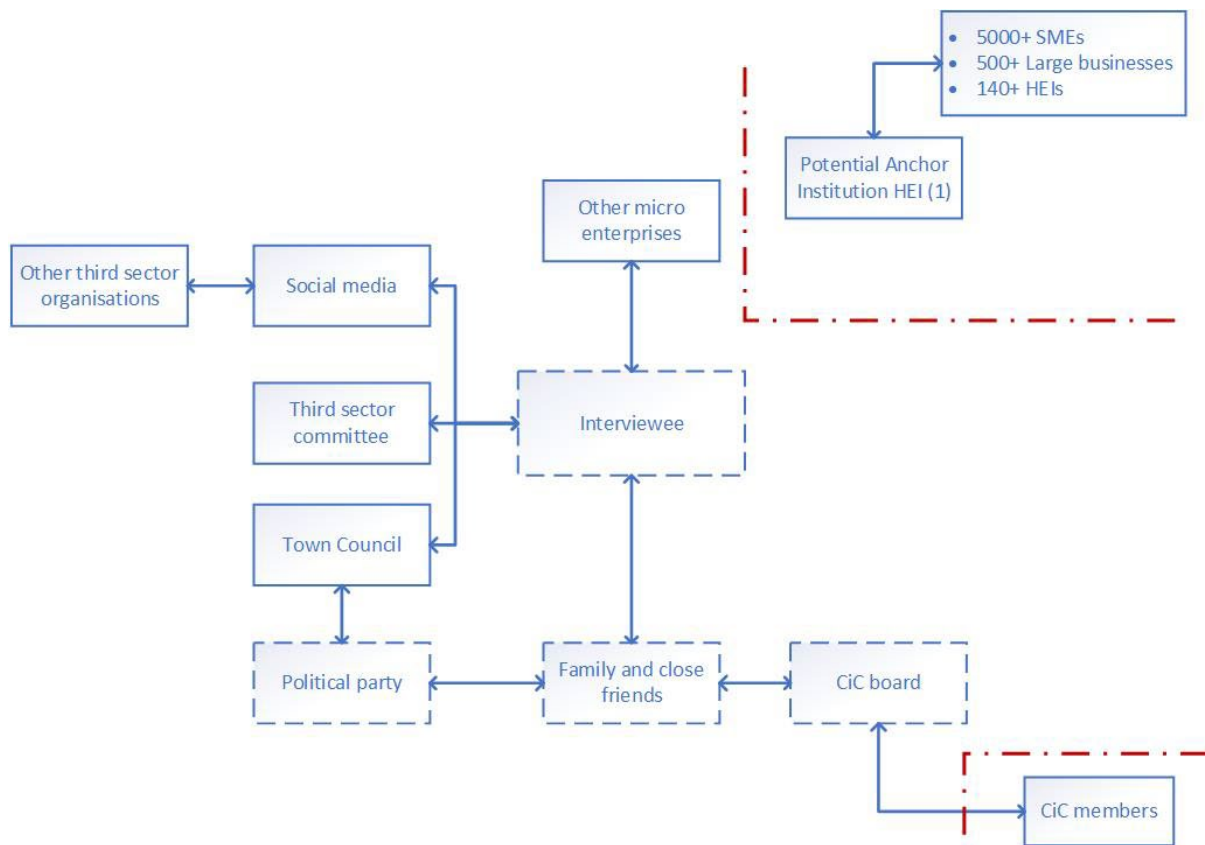 • 5000+ SMEs
• 500+ Large businesses
• 140+ HEIs
Potential Anchor
Institution HEI (1)
Other micro
enterprises
Other third sector
organisations
Social media
Third sector
committee
Interviewee
Town Council
Political party
Family and close
friends
CiC board
CiC members